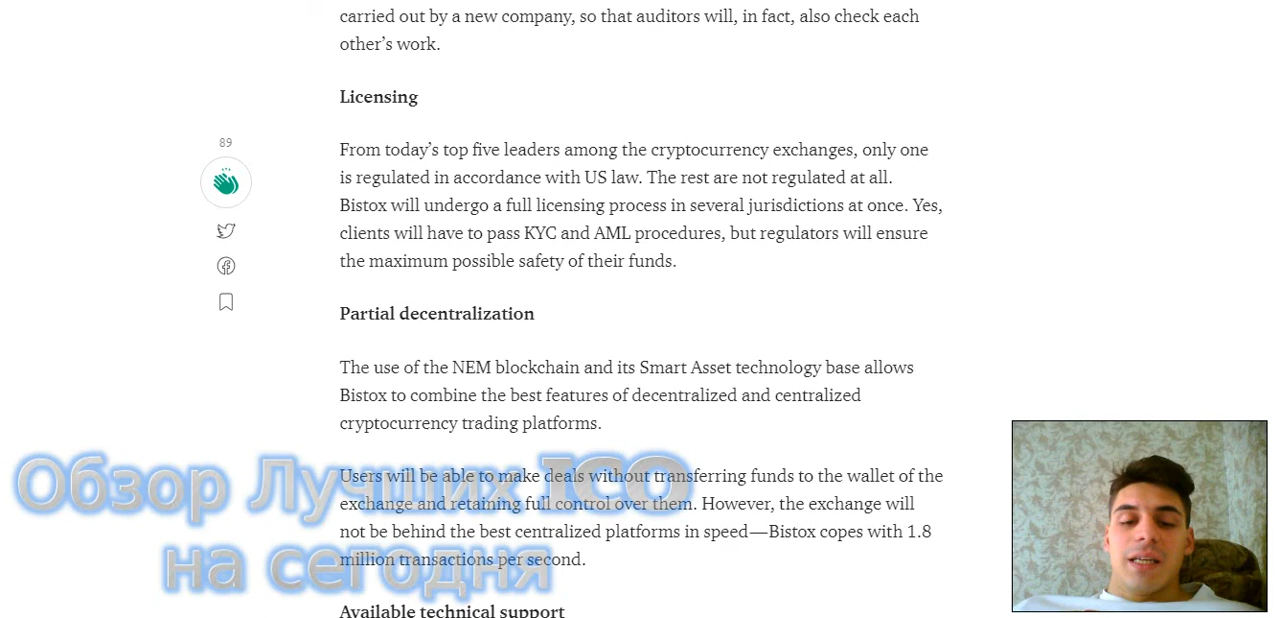 carried out by a new company, so that auditors will, in fact, also check each
other’s work.
Licensing
89
From today’s top five leaders among the cryptocurrency exchanges, only one
is regulated in accordance with US law. The rest are not regulated at all.
Bistox will undergo a full licensing process in several jurisdictions at once. Yes,
clients will have to pass KYC and AML procedures, but regulators will ensure
the maximum possible safety of their funds.
Partial decentralization
The use of the NEM blockchain and its Smart Asset technology base allows
Bistox to combine the best features of decentralized and centralized
cryptocurrency trading platforms.
Users will be able to make deals without transferring funds to the wallet of the
exchange and retaining full control over them. However, the exchange will
not be behind the best centralized platforms in speed—Bistox copes with 1.8
million transactions per second.
Available technical support
Обзор Лучших ICO
на сегодня